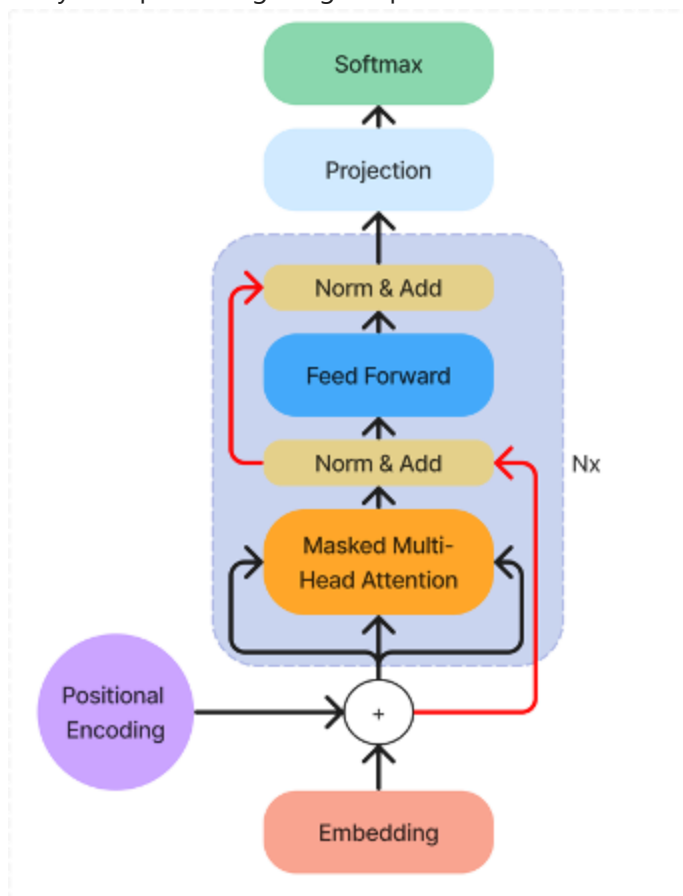 Softmax
Projection
Norm & Add
Feed Forward
Norm & Add
Nx
Masked Multi-
Head Attention
Positional
Encoding
+
Embedding